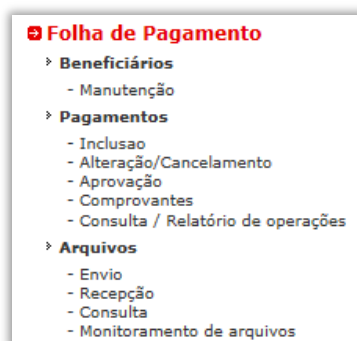 Folha de Pagamento
Beneficiários
- Manutenção
Pagamentos
- Inclusao
- Alteração/Cancelamento
- Aprovação
- Comprovantes
- Consulta / Relatório de operações
Arquivos
- Envio
- Recepção
- Consulta
- Monitoramento de arquivos